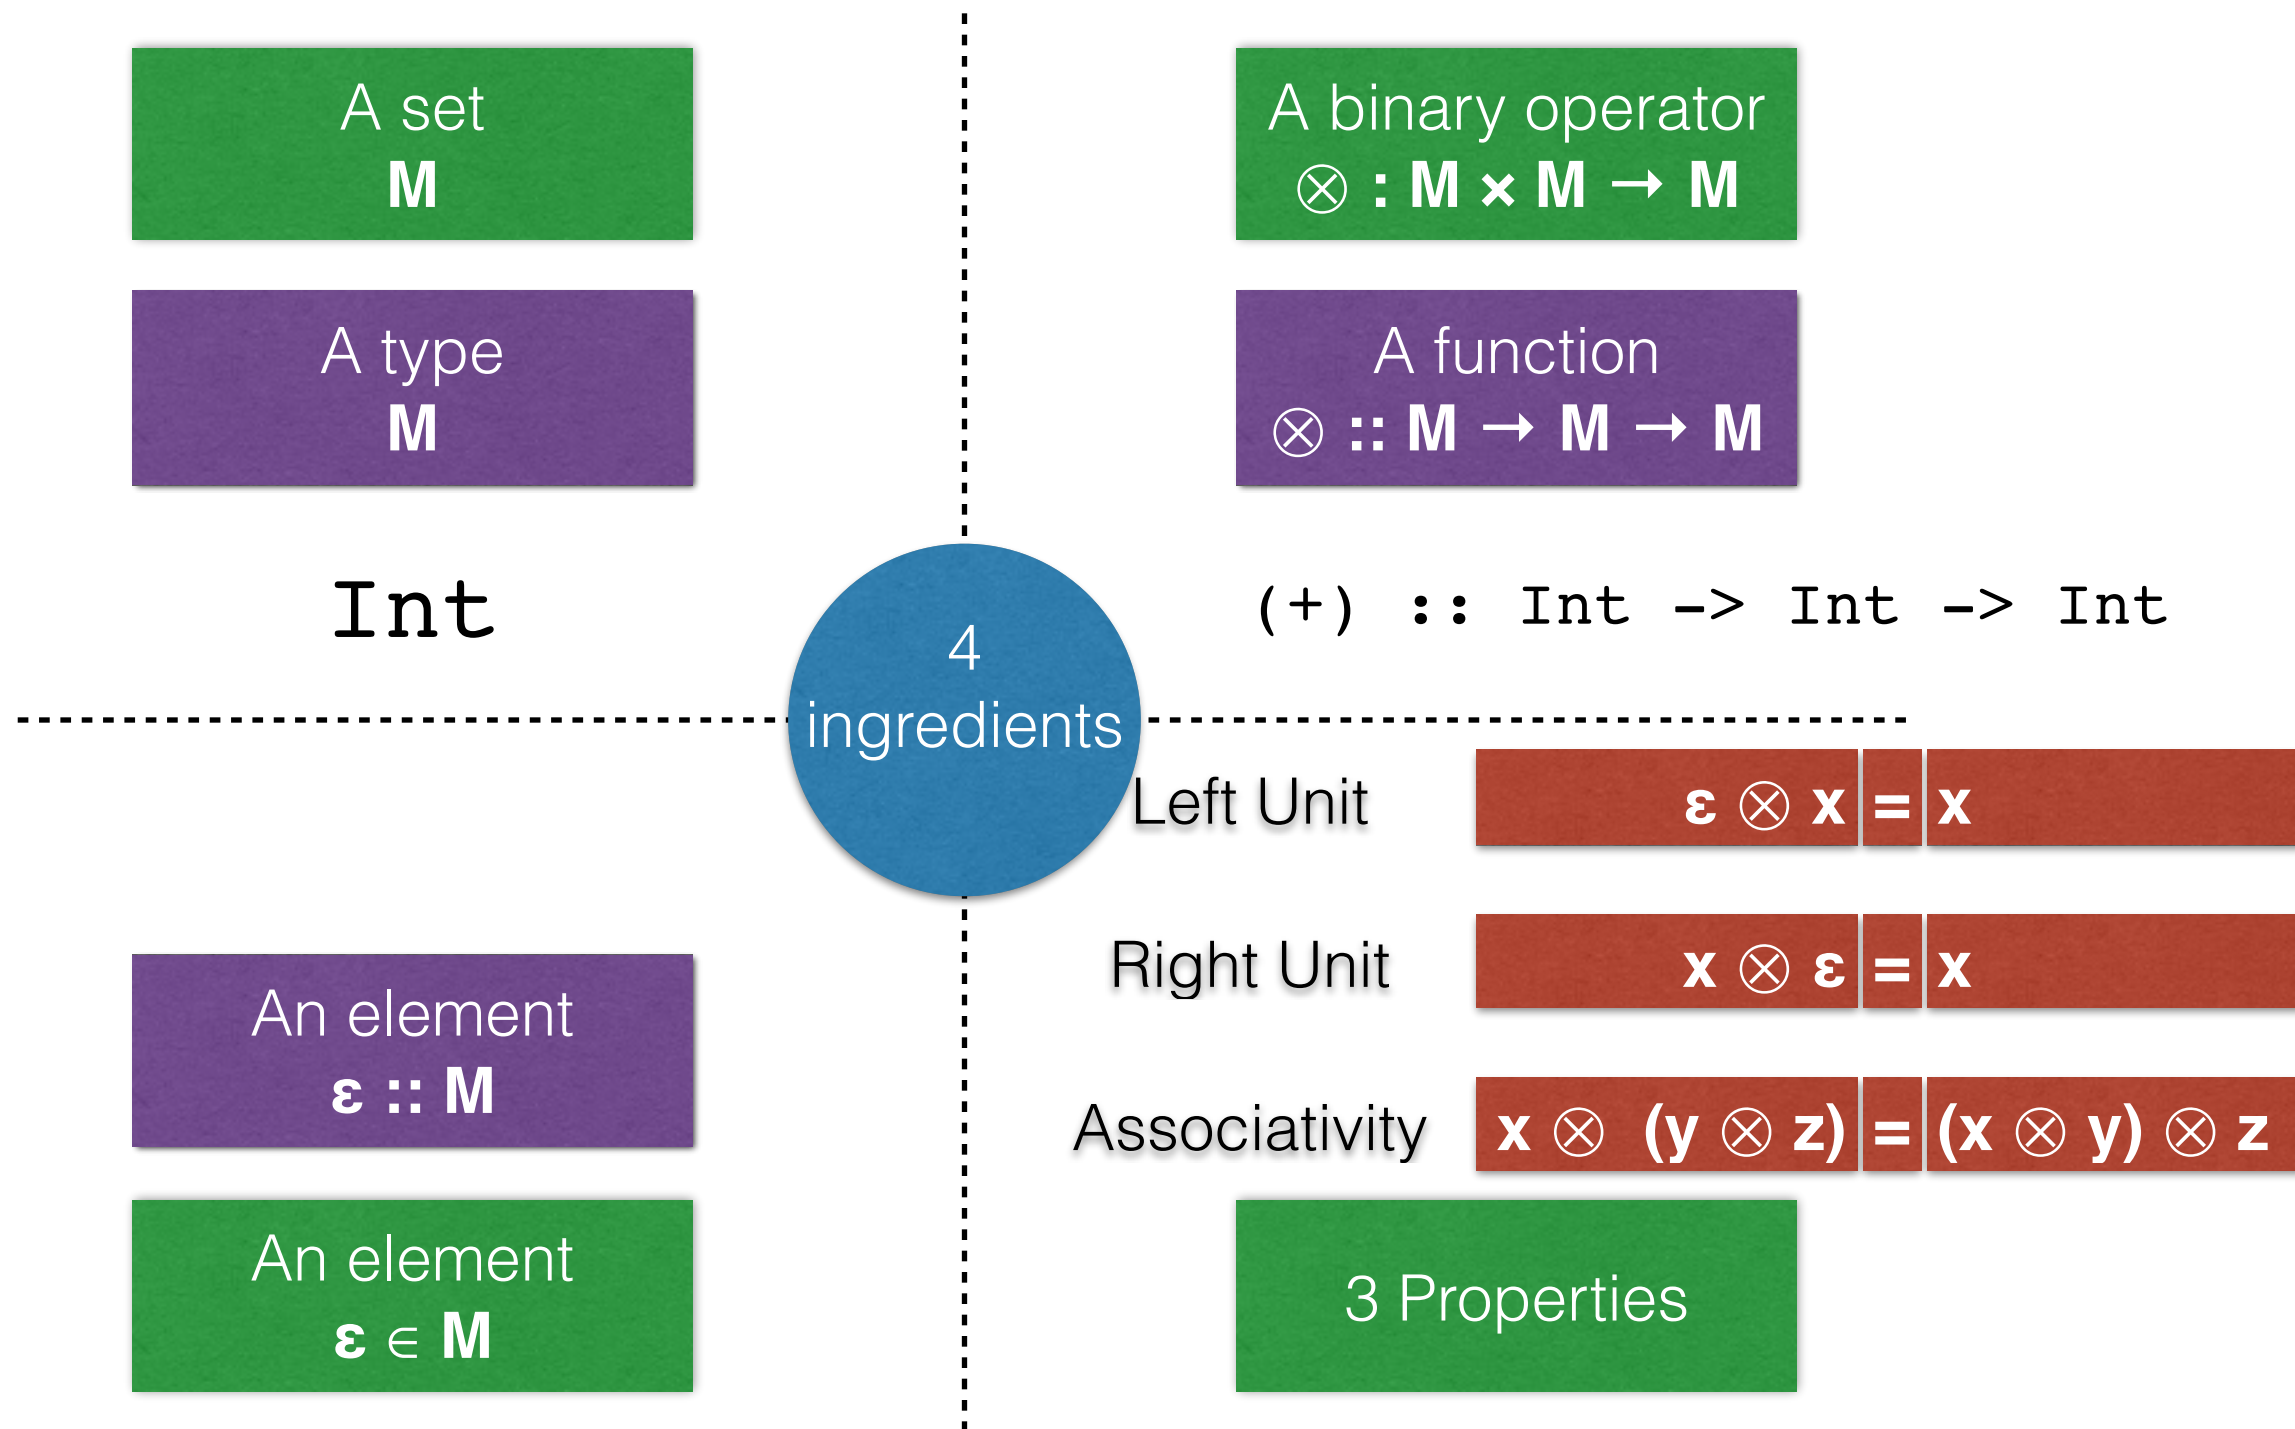 A set
M
A type
M
Int
A binary operator
⊗ : M × M → M
A function
⊗ :: M → M → M
(+) :: Int -> Int -> Int
4
ingredients
An element
ε :: M
An element
ε ∈ M
Left Unit ε ⊗ x = x
Right Unit x ⊗ ε = x
Associativity x ⊗ (y ⊗ z) = (x ⊗ y) ⊗ z
3 Properties